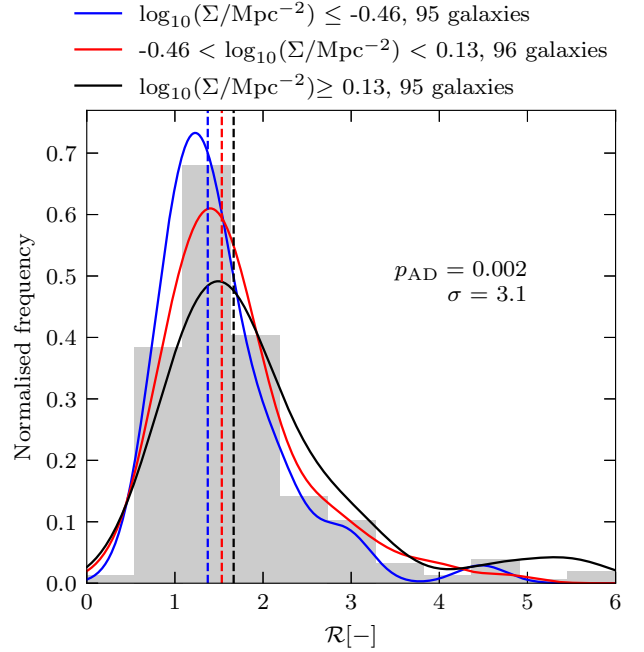 log₁₀(Σ/Mpc⁻²) ≤ -0.46, 95 galaxies
-0.46 < log₁₀(Σ/Mpc⁻²) < 0.13, 96 galaxies
log₁₀(Σ/Mpc⁻²)≥ 0.13, 95 galaxies
0.7
0.6
0.5
0.4
0.3
0.2
0.1
0.0
Normalised frequency
p_AD = 0.002
σ = 3.1
0 1 2 3 4 5 6
ℛ[−]